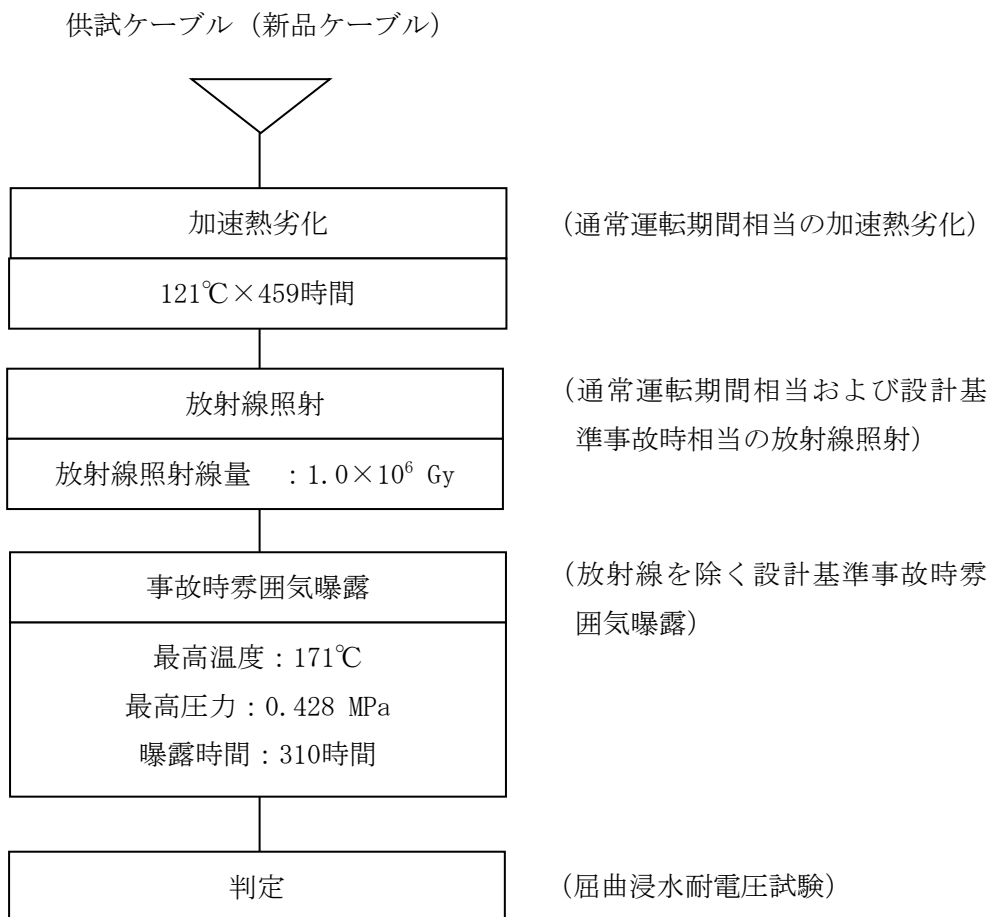 供試ケーブル（新品ケーブル）
加速熱劣化
（通常運転期間相当の加速熱劣化）
121℃×459時間
放射線照射
（通常運転期間相当および設計基
準事故時相当の放射線照射）
放射線照射線量　：1.0×10⁶ Gy
事故時雰囲気曝露
（放射線を除く設計基準事故時雰
囲気曝露）
最高温度：171℃
最高圧力：0.428 MPa
曝露時間：310時間
判定
（屈曲浸水耐電圧試験）